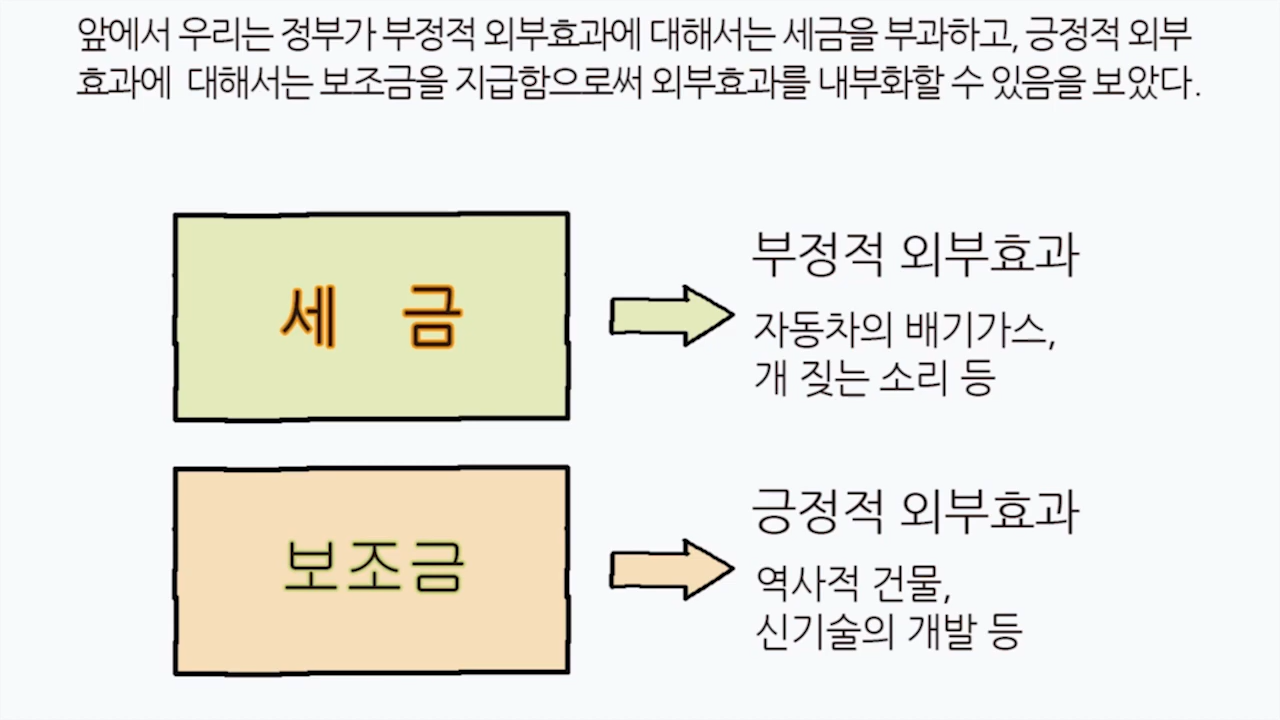 앞에서 우리는 정부가 부정적 외부효과에 대해서는 세금을 부과하고, 긍정적 외부
효과에 대해서는 보조금을 지급함으로써 외부효과를 내부화할 수 있음을 보았다.
세 금
부정적 외부효과
자동차의 배기가스,
개 짖는 소리 등
보조금
긍정적 외부효과
역사적 건물,
신기술의 개발 등